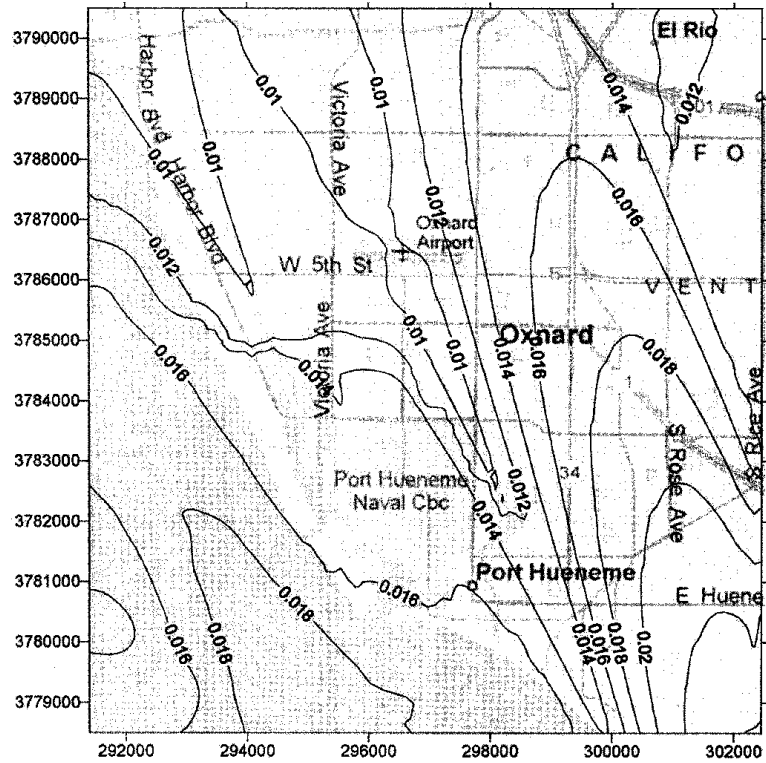 3790000
3789000
3788000
3787000
3786000
3785000
3784000
3783000
3782000
3781000
3780000
3779000
292000
294000
296000
298000
300000
302000
El Rio
Harbor Blvd
Harbor Blvd
Victoria Ave
0.01
0.01
0.014
0.012
01
0.01
0.01
C A L I F O
0.016
0.012
Oxnard
Airport
0.012
W 5th St
5
V E N T
0.01
0.01
Oxnard
0.014
0.016
0.018
Victoria Ave
0.016
1
S Rice Ave
S Rose Ave
Port Hueneme
Naval Cbc
34
0.012
0.014
Port Hueneme
0.016
E Huene
0.018
0.018
0.016
0.014
0.016
0.018
0.02